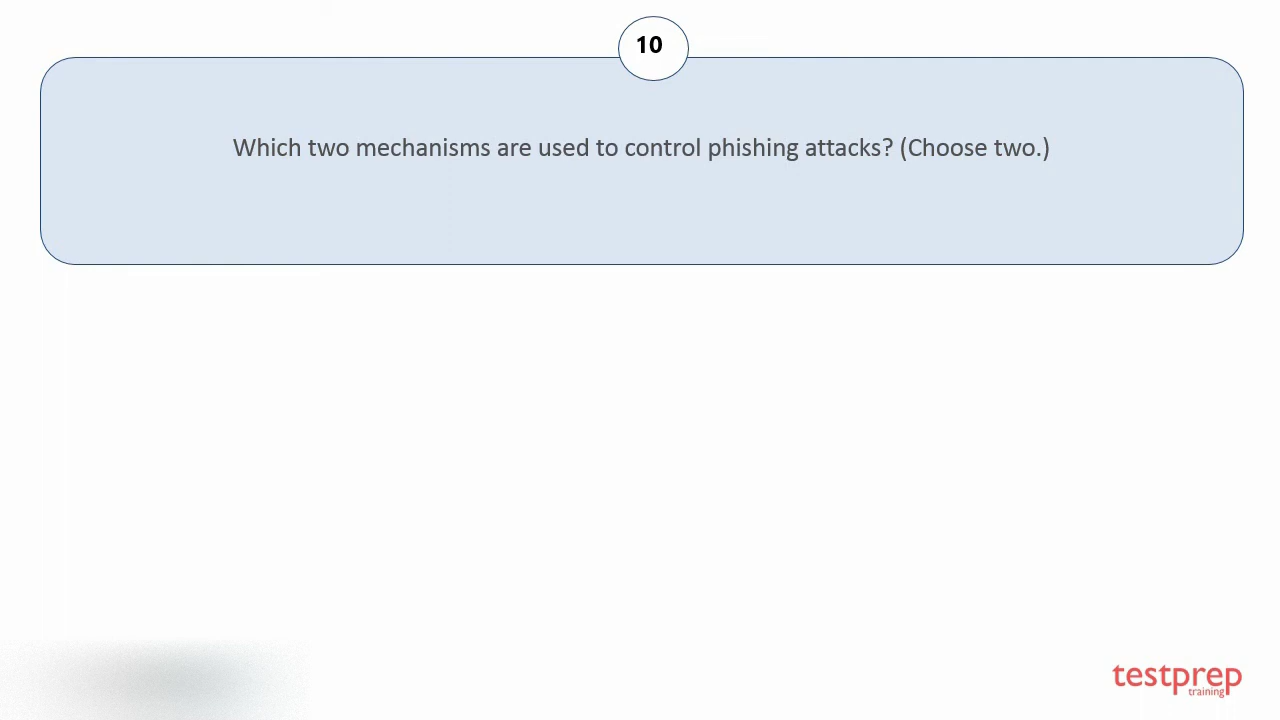 10
Which two mechanisms are used to control phishing attacks? (Choose two.)
testprep
training